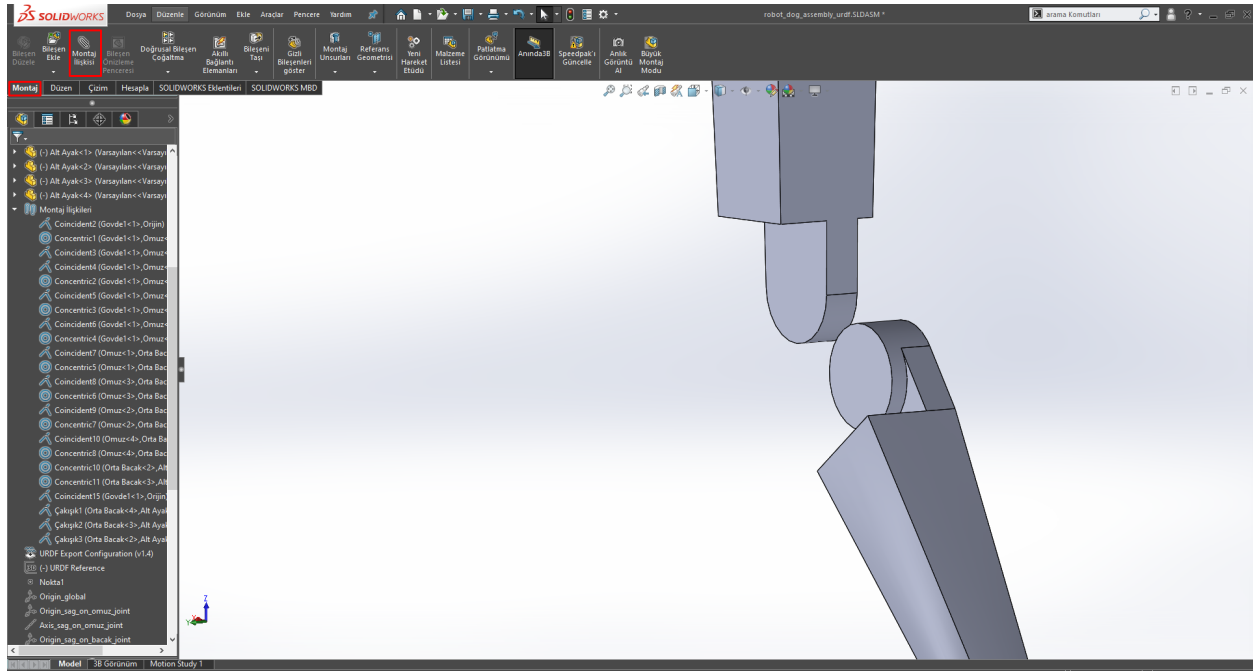 SOLIDWORKS Dosya Düzenle Görünüm Ekle Araçlar Pencere Yardım robot_dog_assembly_urdf.SLDASM * arama Komutları
Bileşen Düzenle
Bileşen Ekle
Montaj İlişkisi
Bileşen Önizleme Penceresi
Doğrusal Bileşen Çoğaltma
Akıllı Bağlantı Elemanları
Bileşeni Taşı
Gizli Bileşenleri göster
Montaj Unsurları
Referans Geometrisi
Yeni Hareket Etüdü
Malzeme Listesi
Patlatma Görünümü
Anında3B
Speedpak'ı Güncelle
Anlık Görüntü Al
Büyük Montaj Modu
Montaj Düzen Çizim Hesapla SOLIDWORKS Eklentileri SOLIDWORKS MBD
(-) Alt Ayak<1> (Varsayılan<<Varsayı
(-) Alt Ayak<2> (Varsayılan<<Varsayı
(-) Alt Ayak<3> (Varsayılan<<Varsayı
(-) Alt Ayak<4> (Varsayılan<<Varsayı
Montaj İlişkileri
Coincident2 (Govde1<1>,Orijin)
Concentric1 (Govde1<1>,Omuz<
Coincident3 (Govde1<1>,Omuz<
Coincident4 (Govde1<1>,Omuz<
Concentric2 (Govde1<1>,Omuz<
Coincident5 (Govde1<1>,Omuz<
Concentric3 (Govde1<1>,Omuz<
Coincident6 (Govde1<1>,Omuz<
Concentric4 (Govde1<1>,Omuz<
Coincident7 (Omuz<1>,Orta Bac
Concentric5 (Omuz<1>,Orta Bac
Coincident8 (Omuz<3>,Orta Bac
Concentric6 (Omuz<3>,Orta Bac
Coincident9 (Omuz<2>,Orta Bac
Concentric7 (Omuz<2>,Orta Bac
Coincident10 (Omuz<4>,Orta Ba
Concentric8 (Omuz<4>,Orta Bac
Concentric10 (Orta Bacak<2>,Alt
Concentric11 (Orta Bacak<3>,Alt
Coincident15 (Govde1<1>,Orijin)
Çakışık1 (Orta Bacak<4>,Alt Ayal
Çakışık2 (Orta Bacak<3>,Alt Ayal
Çakışık3 (Orta Bacak<2>,Alt Ayal
URDF Export Configuration (v1.4)
(-) URDF Reference
Nokta1
Origin_global
Origin_sag_on_omuz_joint
Axis_sag_on_omuz_joint
Origin_sag_on_bacak_joint
Z
Y
X
Model 3B Görünüm Motion Study 1